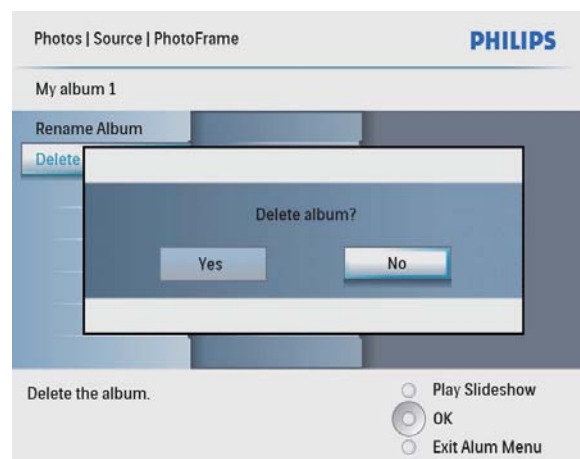 Photos | Source | PhotoFrame
PHILIPS
My album 1
Rename Album
Delete
Delete album?
Yes
No
Delete the album.
Play Slideshow
OK
Exit Alum Menu